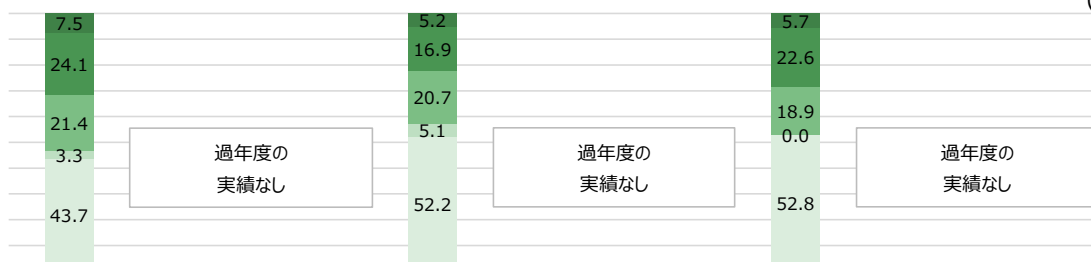 7.5
24.1
21.4
3.3
43.7
過年度の
実績なし
5.2
16.9
20.7
5.1
52.2
過年度の
実績なし
5.7
22.6
18.9
0.0
52.8
過年度の
実績なし